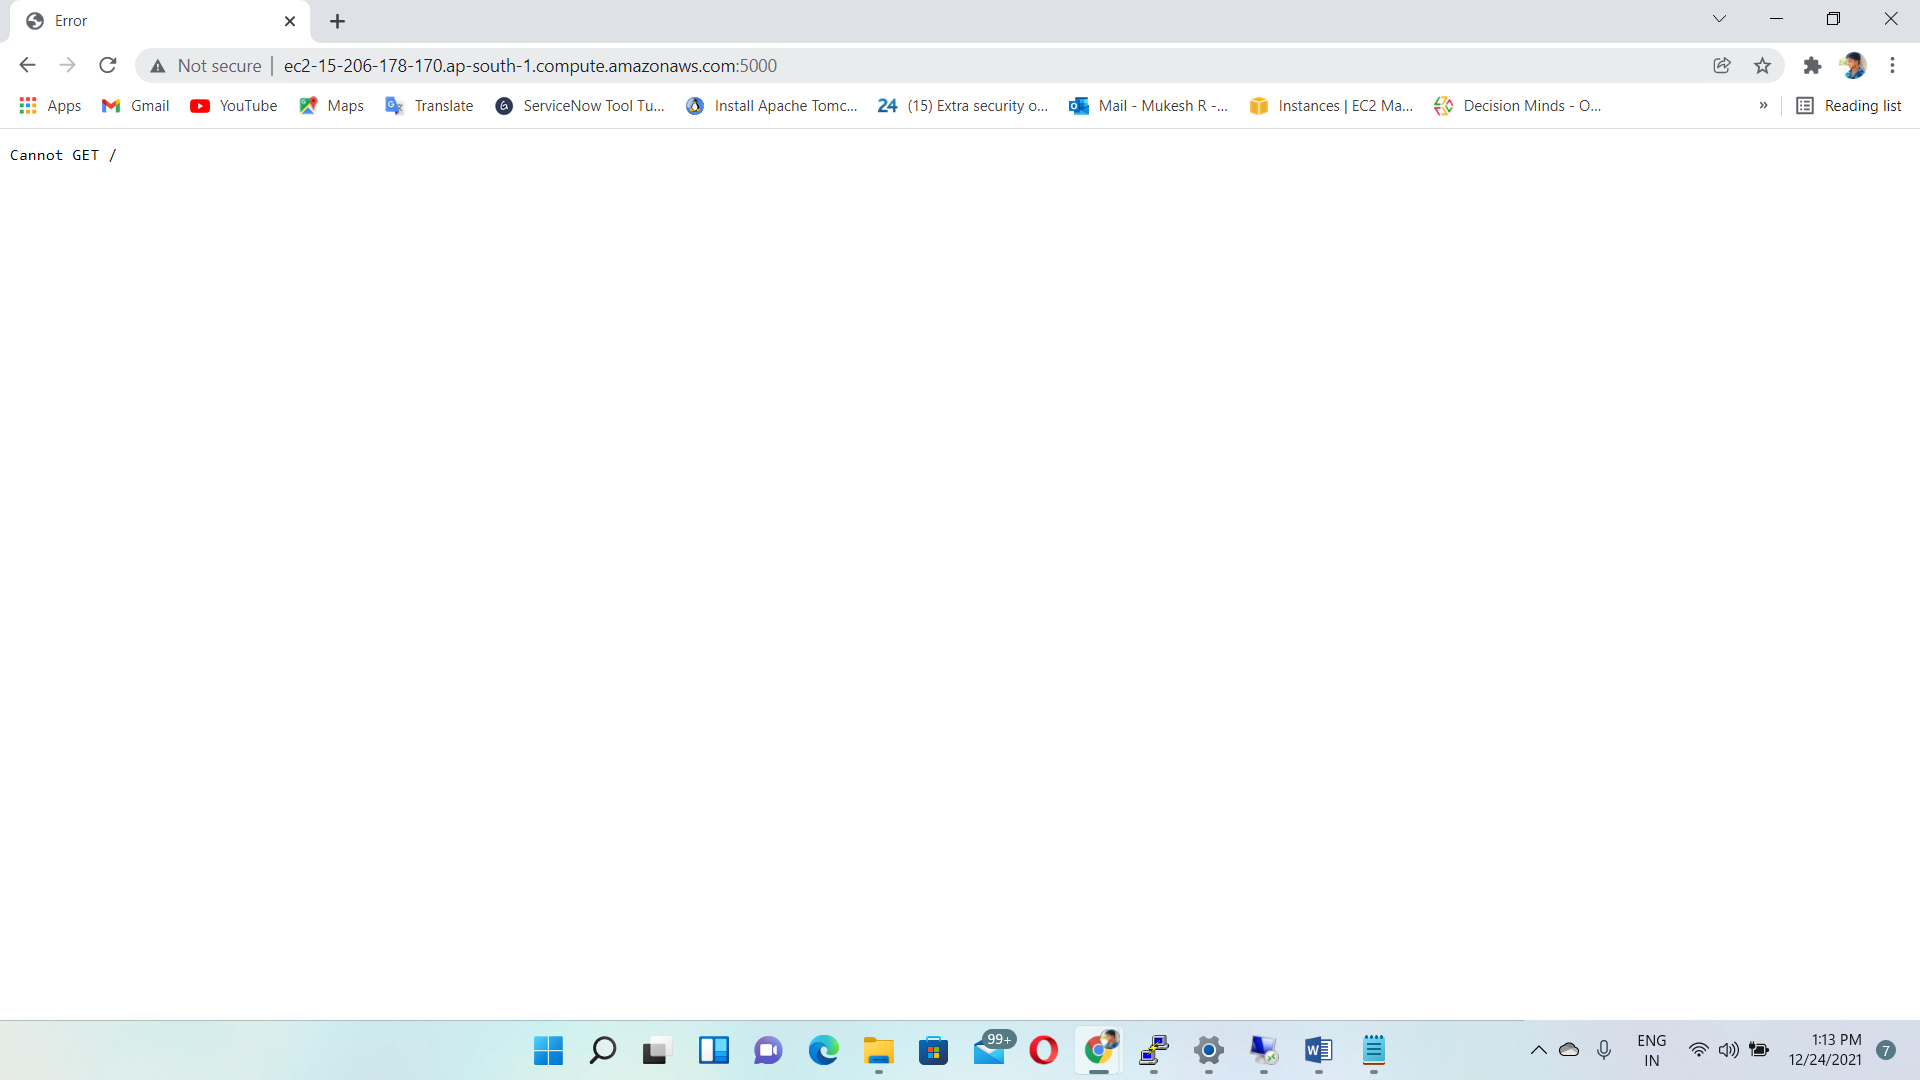 Error
Not secure | ec2-15-206-178-170.ap-south-1.compute.amazonaws.com:5000
Apps Gmail YouTube Maps Translate ServiceNow Tool Tu... Install Apache Tomc... 24 (15) Extra security o... Mail - Mukesh R -... Instances | EC2 Ma... Decision Minds - O... » Reading list
Cannot GET /
99+
ENG
IN
1:13 PM
12/24/2021
7